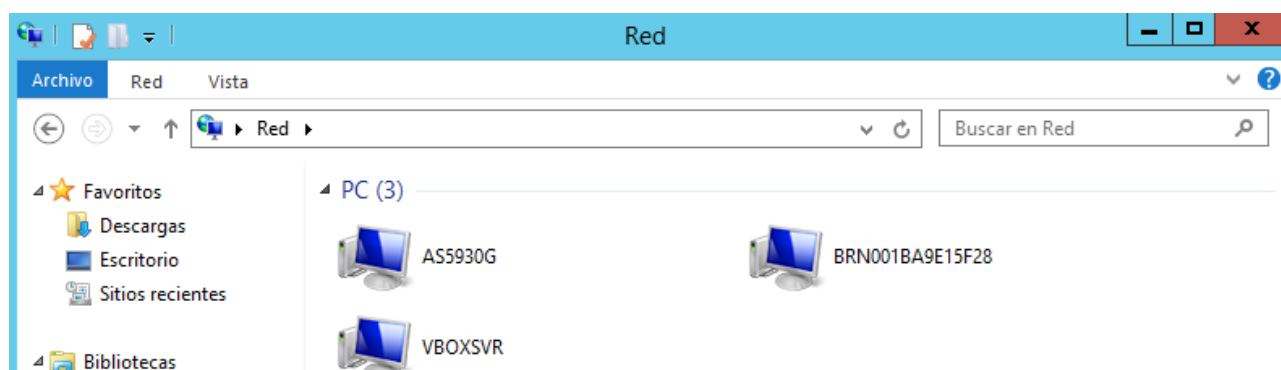 Red
Archivo Red Vista
Red Buscar en Red
Favoritos
Descargas
Escritorio
Sitios recientes
Bibliotecas
PC (3)
AS5930G BRN001BA9E15F28
VBOXSVR